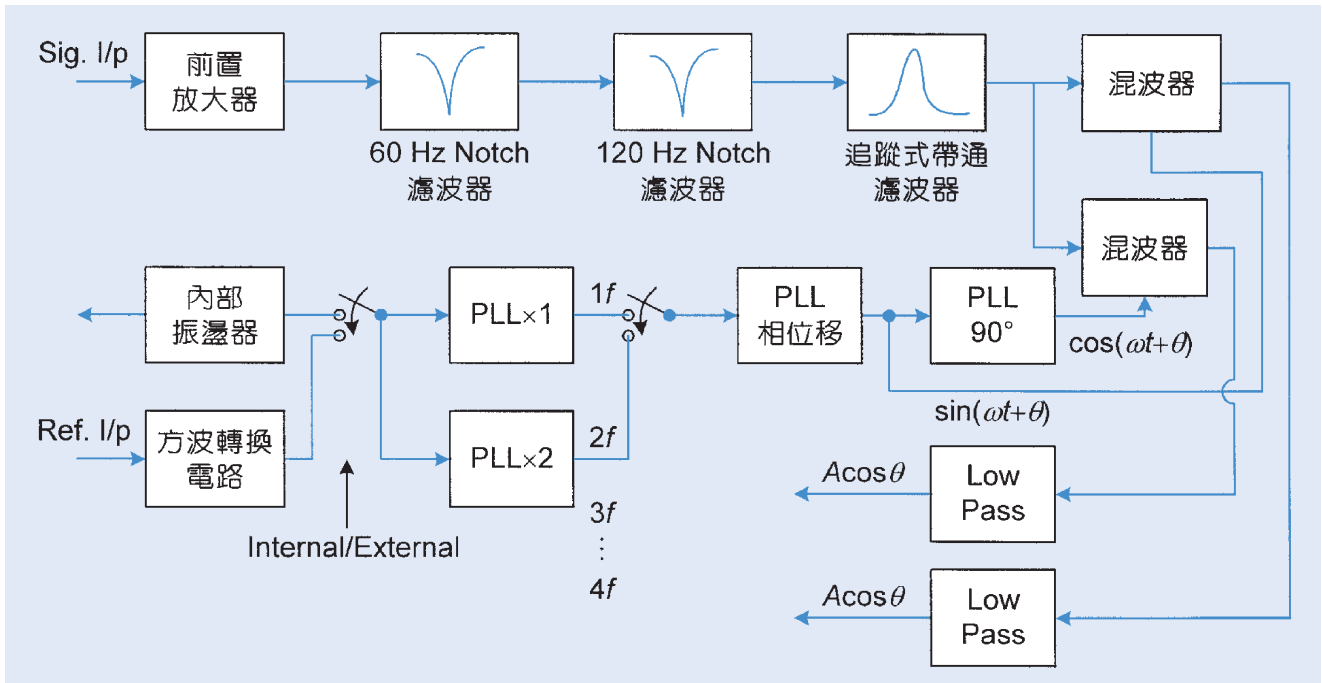 Sig. I/p
前置
放大器
60 Hz Notch
濾波器
120 Hz Notch
濾波器
追蹤式帶通
濾波器
混波器
混波器
內部
振盪器
PLL×1
1f
PLL
相位移
PLL
90°
cos(ωt+θ)
sin(ωt+θ)
Ref. I/p
方波轉換
電路
PLL×2
2f
3f
⋮
4f
Internal/External
Acosθ
Low
Pass
Acosθ
Low
Pass